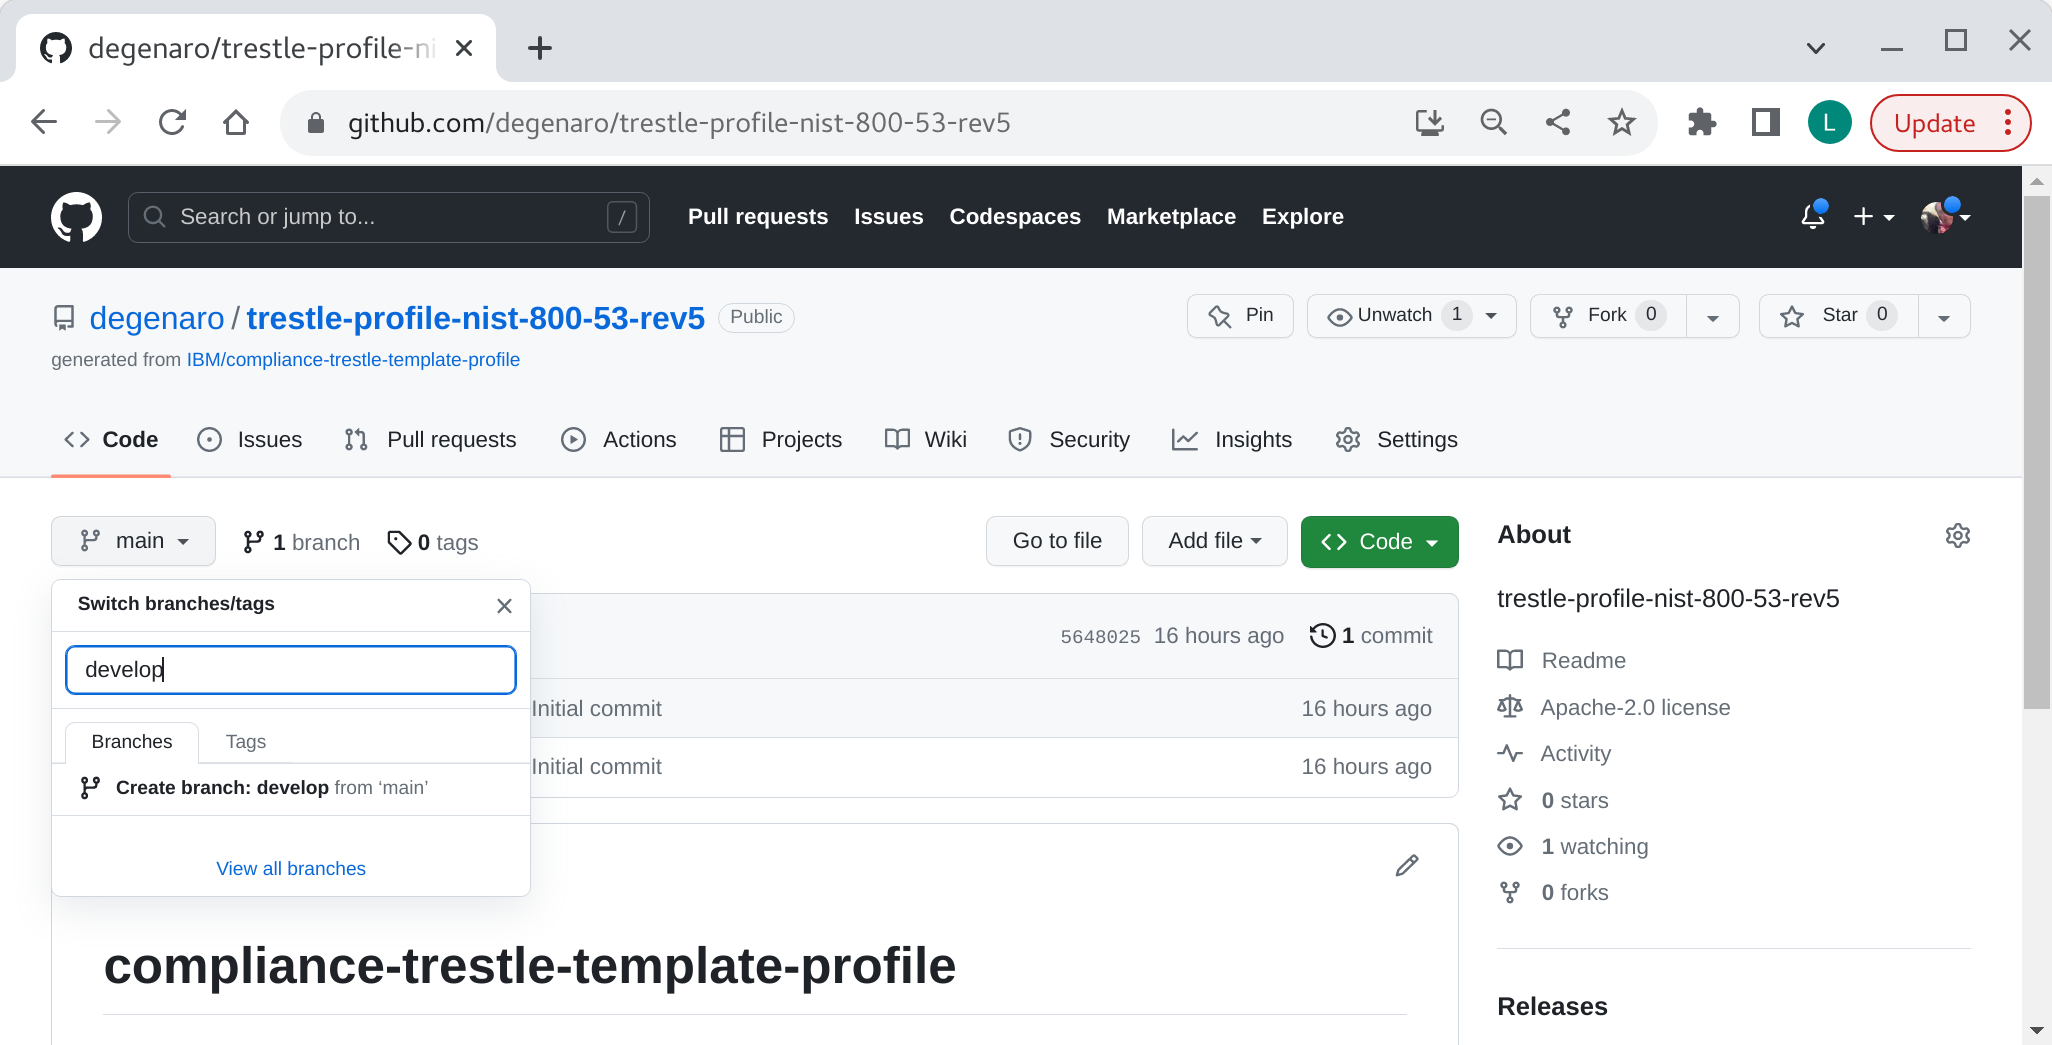 degenaro/trestle-profile-ni
github.com/degenaro/trestle-profile-nist-800-53-rev5
L
Update
Search or jump to...
/
Pull requests Issues Codespaces Marketplace Explore
degenaro / trestle-profile-nist-800-53-rev5 Public
Pin Unwatch 1 Fork 0 Star 0
generated from IBM/compliance-trestle-template-profile
Code Issues Pull requests Actions Projects Wiki Security Insights Settings
main 1 branch 0 tags Go to file Add file Code
Switch branches/tags
develop
Branches Tags
Create branch: develop from ‘main’
View all branches
5648025 16 hours ago 1 commit
Initial commit 16 hours ago
Initial commit 16 hours ago
compliance-trestle-template-profile
About
trestle-profile-nist-800-53-rev5
Readme
Apache-2.0 license
Activity
0 stars
1 watching
0 forks
Releases